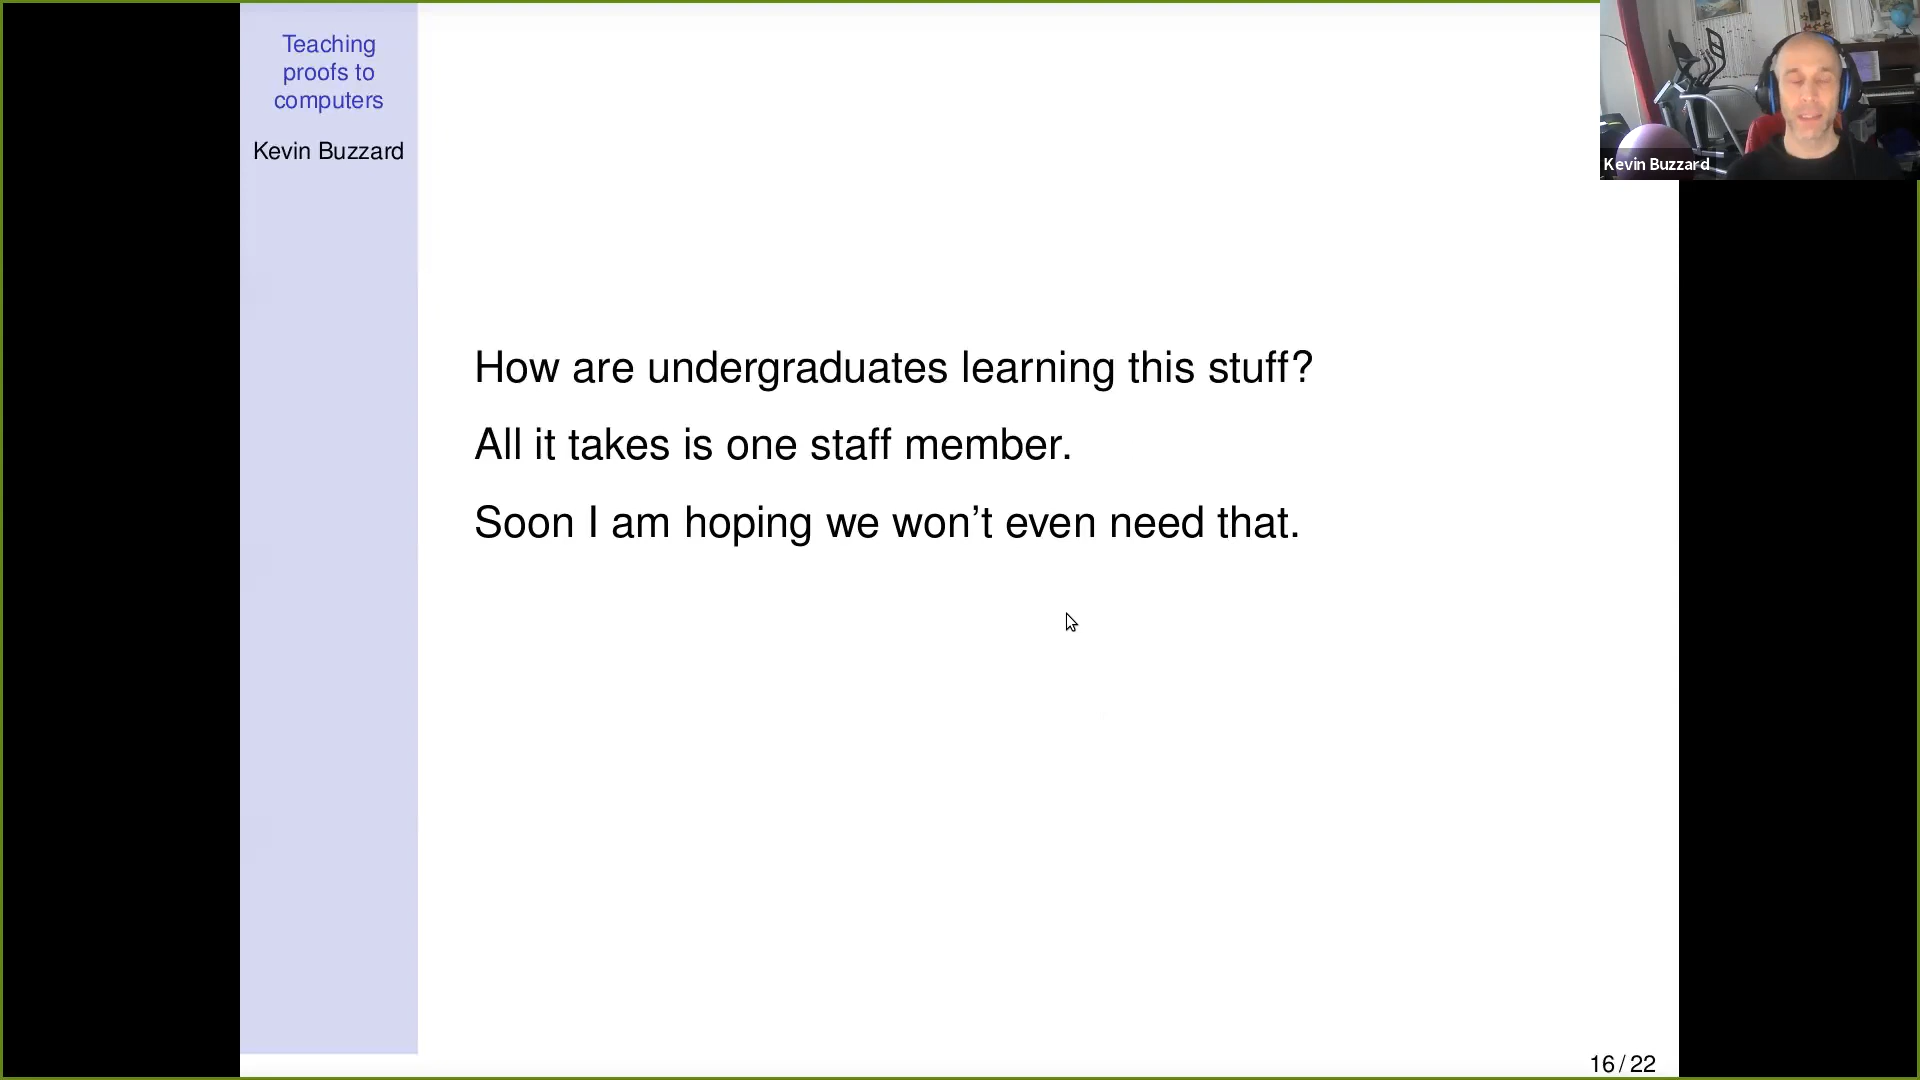 Teaching
proofs to
computers
Kevin Buzzard
How are undergraduates learning this stuff?
All it takes is one staff member.
Soon I am hoping we won't even need that.
Kevin Buzzard
16 / 22